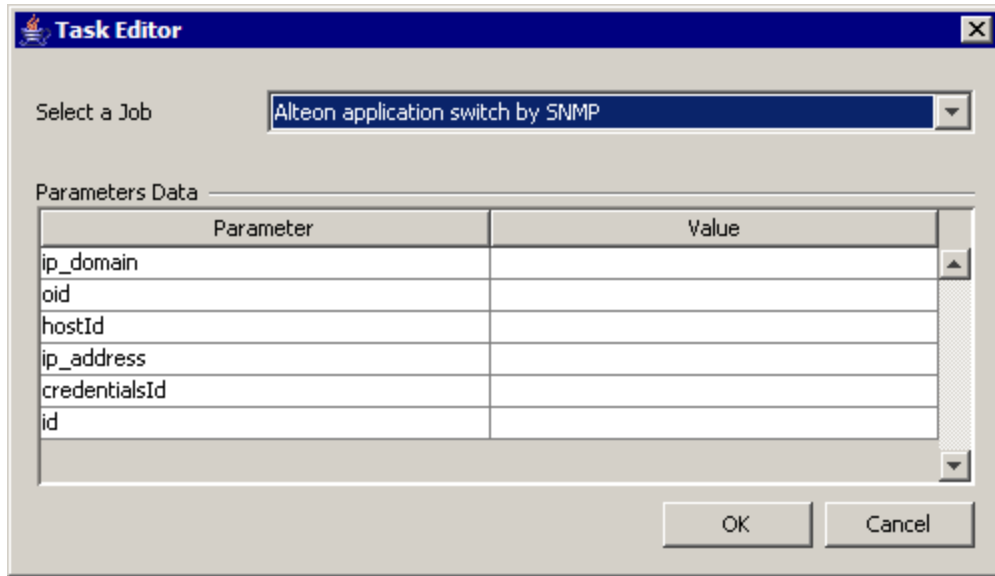 Task Editor
Select a Job Alteon application switch by SNMP
Parameters Data
Parameter Value
ip_domain
oid
hostId
ip_address
credentialsId
id
OK Cancel